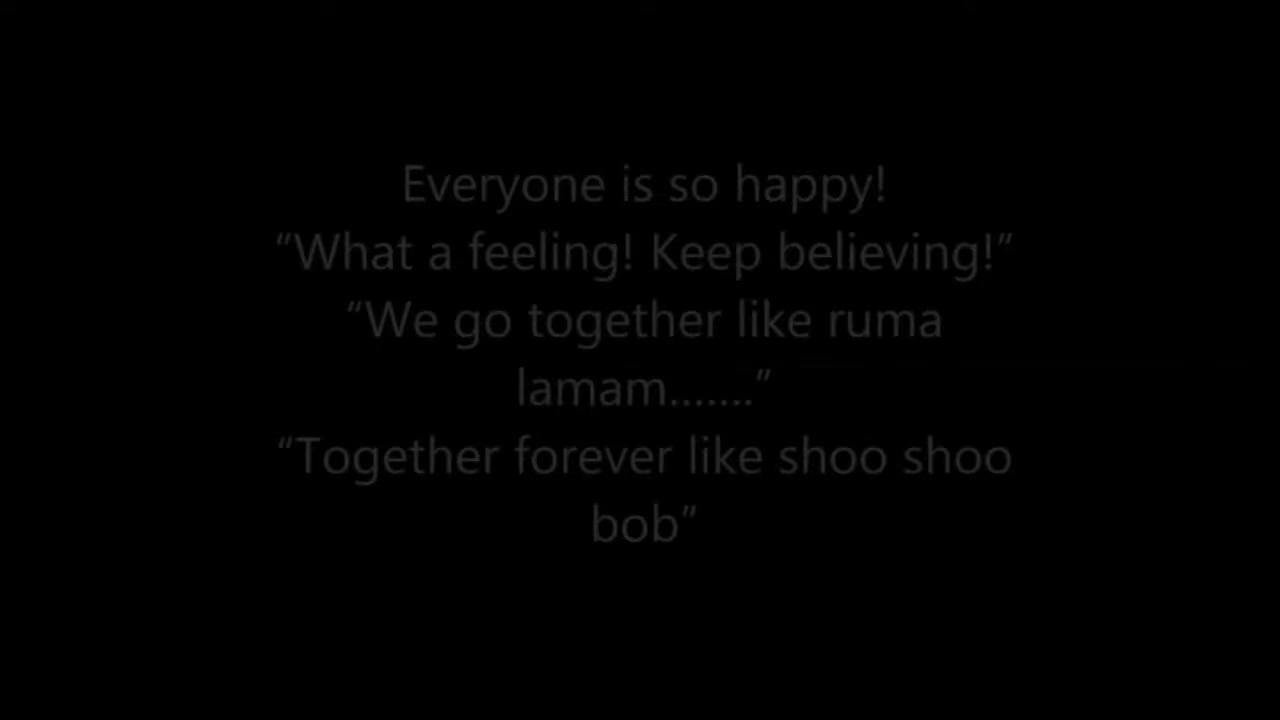 Everyone is so happy!
“What a feeling! Keep believing!”
“We go together like ruma
lamam.......”
“Together forever like shoo shoo
bob”